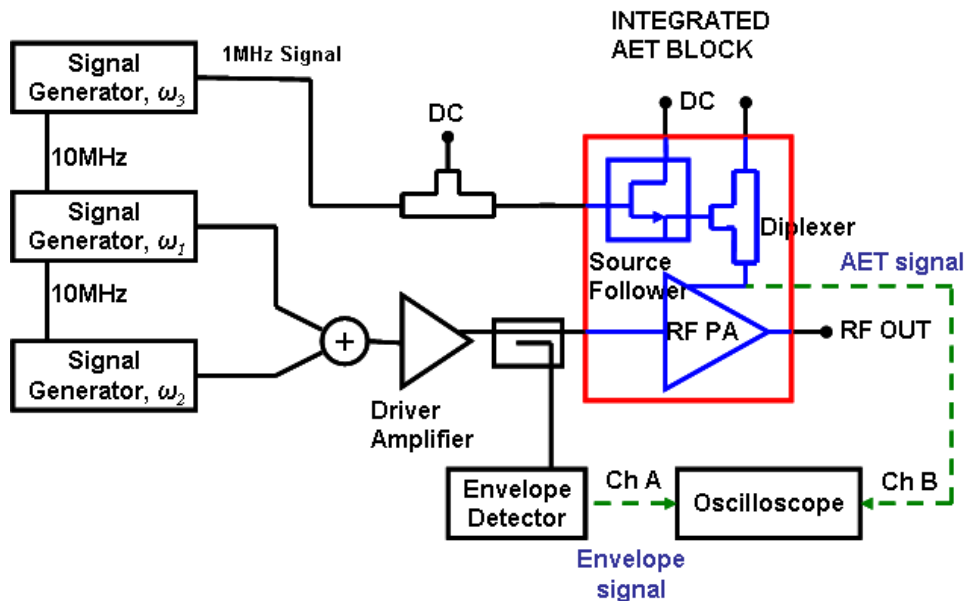 INTEGRATED
AET BLOCK
Signal
Generator, ω3
1MHz Signal
DC
DC
10MHz
Signal
Generator, ω1
Diplexer
Source
Follower
AET signal
10MHz
RF PA
RF OUT
+
Signal
Generator, ω2
Driver
Amplifier
Envelope
Detector
Ch A
Oscilloscope
Ch B
Envelope
signal